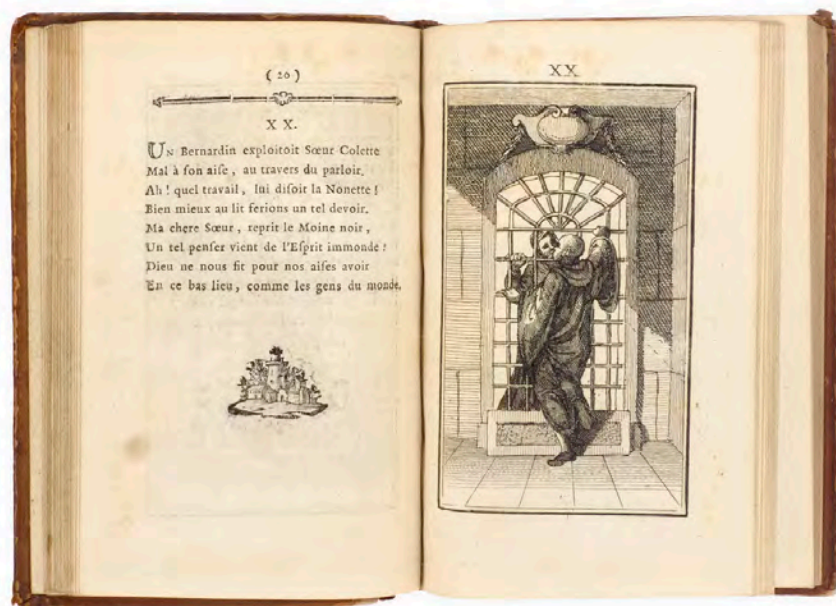 ( 20 )
X X.
UN Bernardin exploitoit Sœur Colette
Mal à ſon aiſe, au travers du parloir.
Ah ! quel travail, lui diſoit la Nonette !
Bien mieux au lit ferions un tel devoir.
Ma chere Sœur, reprit le Moine noir,
Un tel penſer vient de l'Eſprit immonde :
Dieu ne nous fit pour nos aiſes avoir
En ce bas lieu, comme les gens du monde.
XX